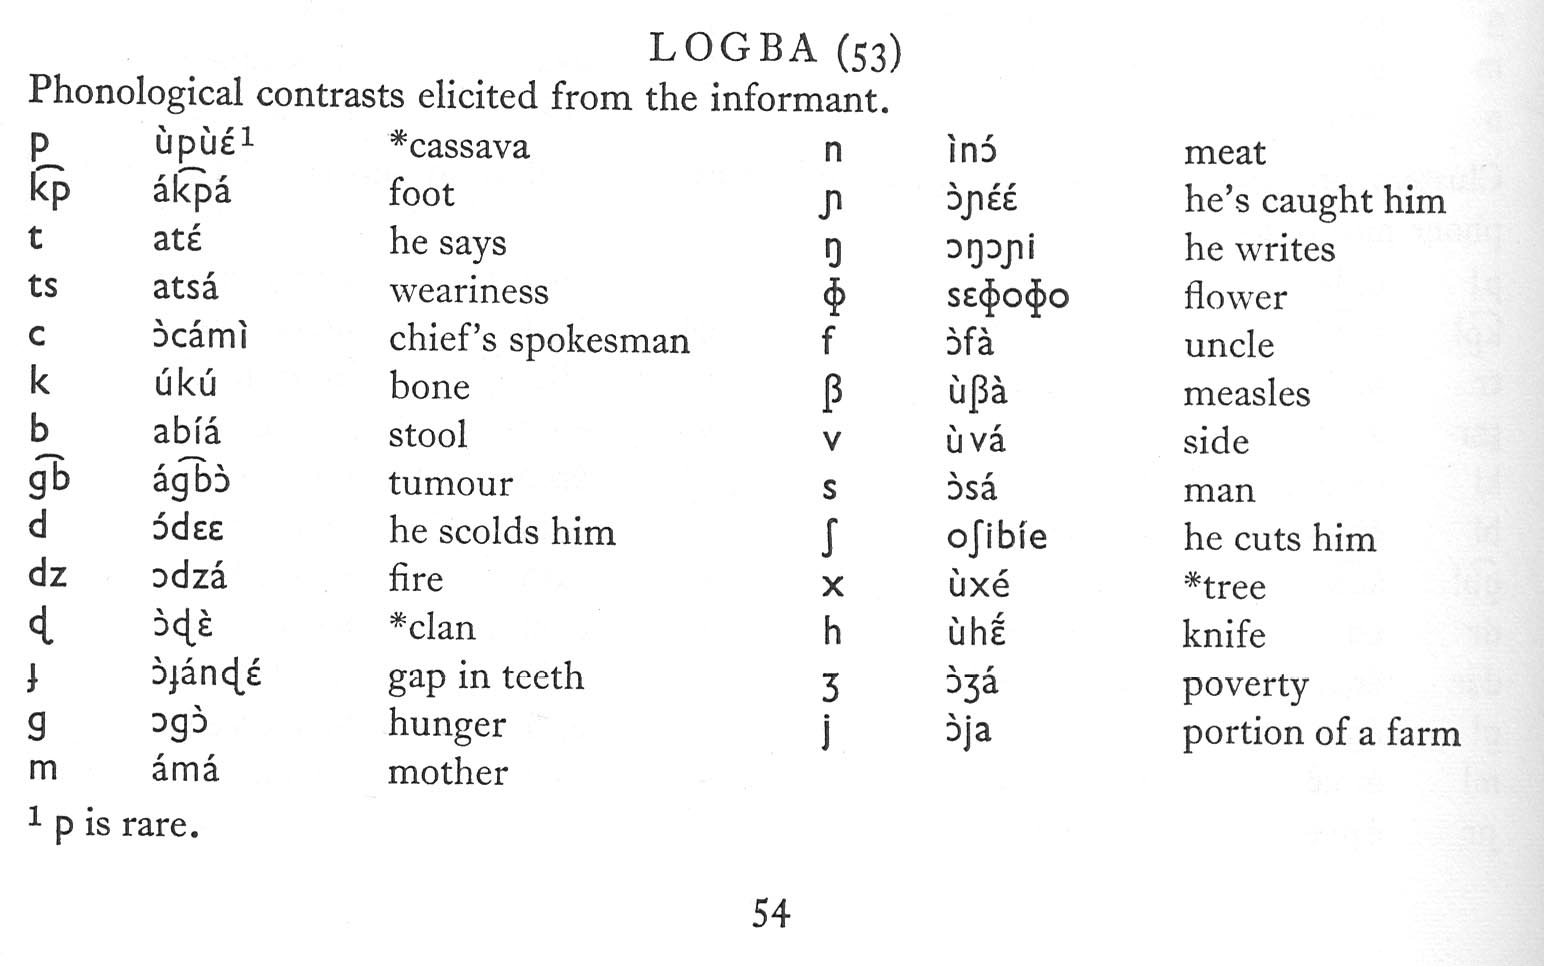 LOGBA (53)
Phonological contrasts elicited from the informant.
p ùpùɛ́¹ *cassava
k͡p ák͡pá foot
t atɛ́ he says
ts atsá weariness
c ɔ̀cámì chief's spokesman
k úkú bone
b abíá stool
g͡b ág͡bɔ̀ tumour
d ɔ́dɛɛ he scolds him
dz ɔdzá fire
ɖ ɔ̀ɖɛ̀ *clan
ɟ ɔ̀ɟánɖɛ́ gap in teeth
g ɔgɔ̀ hunger
m ámá mother
n ìnɔ́ meat
ɲ ɔ̀ɲɛ́ɛ́ he's caught him
ŋ ɔŋɔɲi he writes
ɸ sɛɸoɸo flower
f ɔ̀fà uncle
β ùβà measles
v ùvá side
s ɔ̀sá man
ʃ oʃibíe he cuts him
x ùxé *tree
h ùhɛ̃́ knife
ʒ ɔ̀ʒá poverty
j ɔ̀ja portion of a farm
¹ p is rare.
54